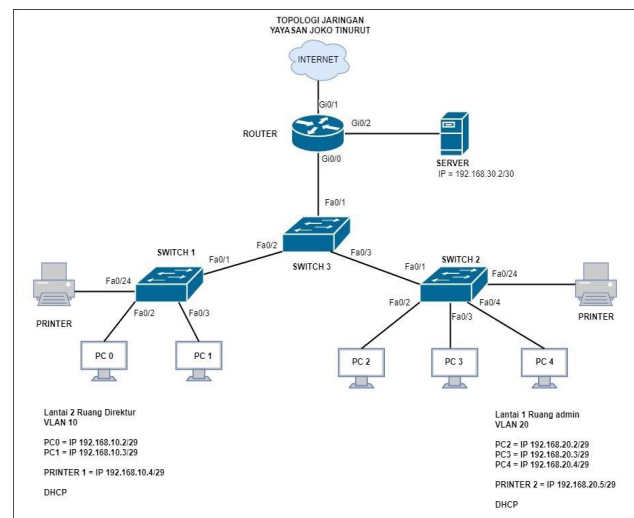 TOPOLOGI JARINGAN
YAYASAN JOKO TINURUT
INTERNET
Gi0/1
Gi0/2
ROUTER
Gi0/0
SERVER
IP = 192.168.30.2/30
Fa0/1
Fa0/2
Fa0/3
SWITCH 3
SWITCH 1
Fa0/1
Fa0/24
PRINTER
Fa0/2
Fa0/3
PC 0
PC 1
SWITCH 2
Fa0/1
Fa0/24
Fa0/2
Fa0/4
Fa0/3
PRINTER
PC 2
PC 3
PC 4
Lantai 2 Ruang Direktur
VLAN 10
PC0 = IP 192.168.10.2/29
PC1 = IP 192.168.10.3/29
PRINTER 1 = IP 192.168.10.4/29
DHCP
Lantai 1 Ruang admin
VLAN 20
PC2 = IP 192.168.20.2/29
PC3 = IP 192.168.20.3/29
PC4 = IP 192.168.20.4/29
PRINTER 2 = IP 192.168.20.5/29
DHCP